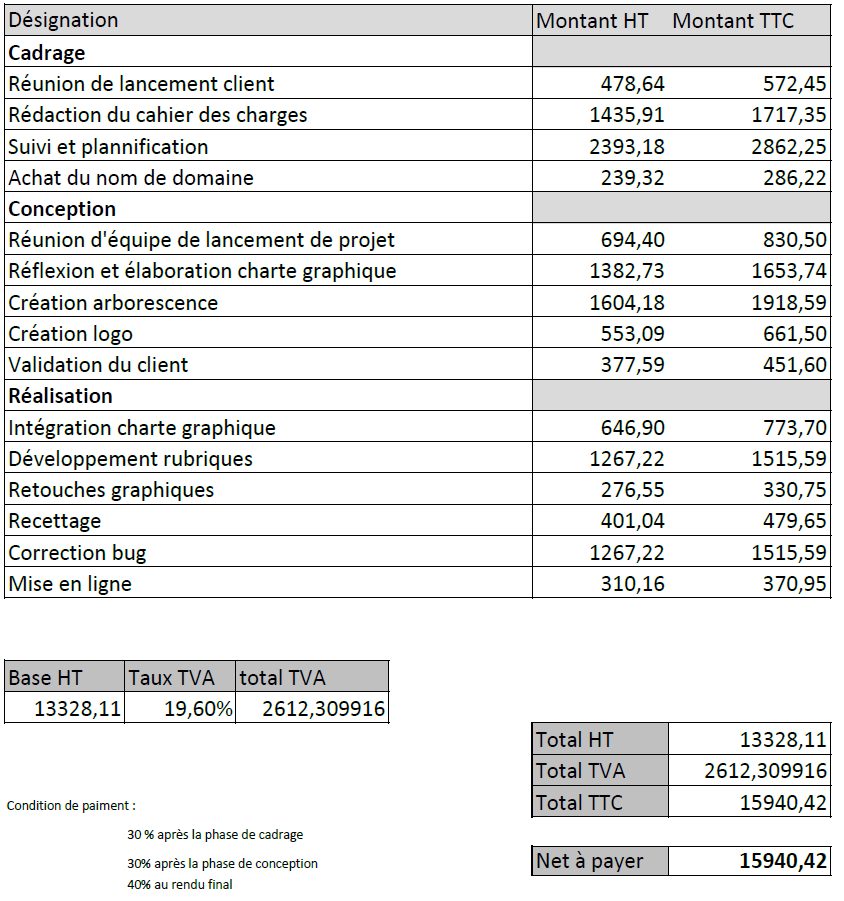 Désignation Montant HT Montant TTC
Cadrage
Réunion de lancement client 478,64 572,45
Rédaction du cahier des charges 1435,91 1717,35
Suivi et plannification 2393,18 2862,25
Achat du nom de domaine 239,32 286,22
Conception
Réunion d'équipe de lancement de projet 694,40 830,50
Réflexion et élaboration charte graphique 1382,73 1653,74
Création arborescence 1604,18 1918,59
Création logo 553,09 661,50
Validation du client 377,59 451,60
Réalisation
Intégration charte graphique 646,90 773,70
Développement rubriques 1267,22 1515,59
Retouches graphiques 276,55 330,75
Recettage 401,04 479,65
Correction bug 1267,22 1515,59
Mise en ligne 310,16 370,95
Base HT Taux TVA total TVA
13328,11 19,60% 2612,309916
Total HT 13328,11
Total TVA 2612,309916
Total TTC 15940,42
Condition de paiment :
30 % après la phase de cadrage
30% après la phase de conception
40% au rendu final
Net à payer 15940,42